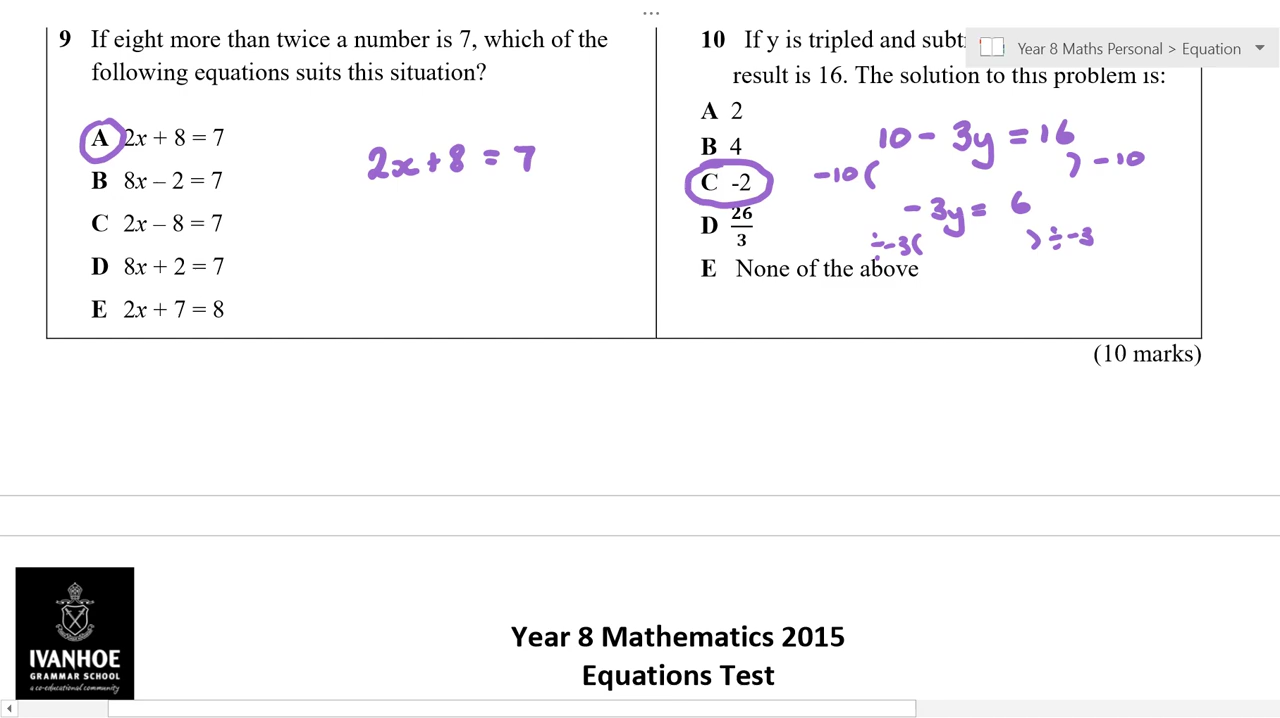 ...
Year 8 Maths Personal > Equation
9 If eight more than twice a number is 7, which of the
following equations suits this situation?
A 2x + 8 = 7
B 8x – 2 = 7
C 2x – 8 = 7
D 8x + 2 = 7
E 2x + 7 = 8
2x + 8 = 7
10 If y is tripled and
result is 16. The solution to this problem is:
A 2
B 4
C -2
D 26/3
E None of the above
10 - 3y = 16
-10 ( ) -10
- 3y = 6
÷-3( ) ÷-3
(10 marks)
IVANHOE
GRAMMAR SCHOOL
a co-educational community
Year 8 Mathematics 2015
Equations Test